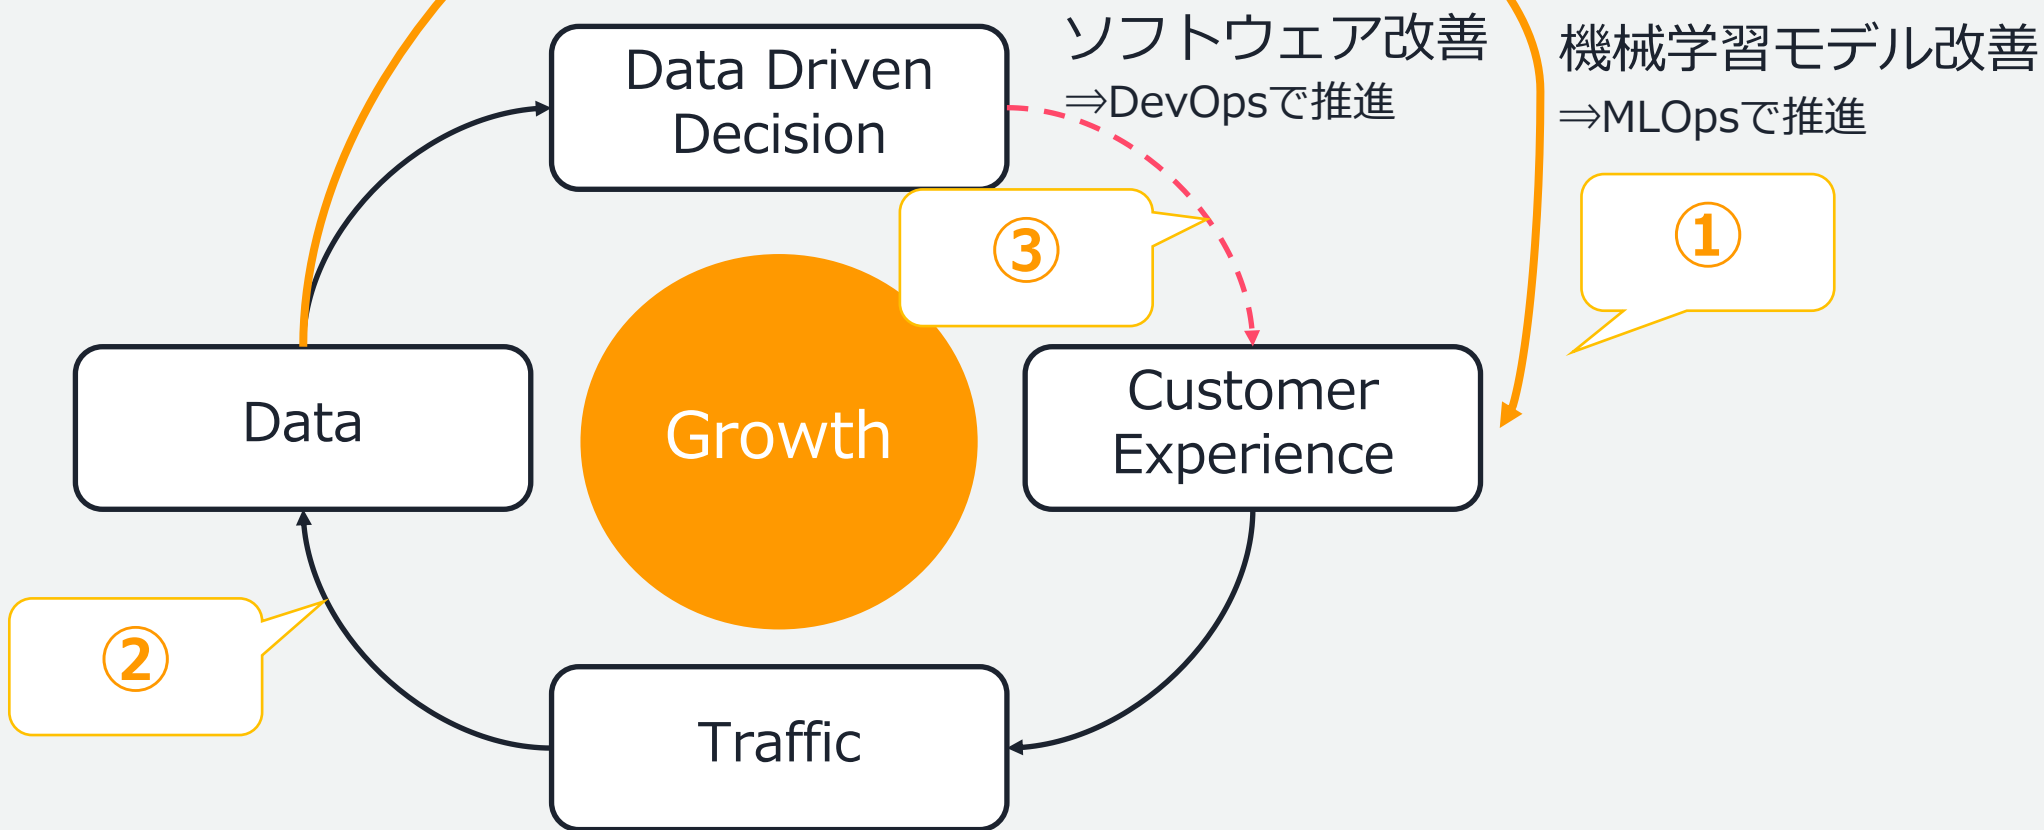 ソフトウェア改善
⇒DevOpsで推進
機械学習モデル改善
⇒MLOpsで推進
Data Driven
Decision
①
③
Data
Growth
Customer
Experience
②
Traffic